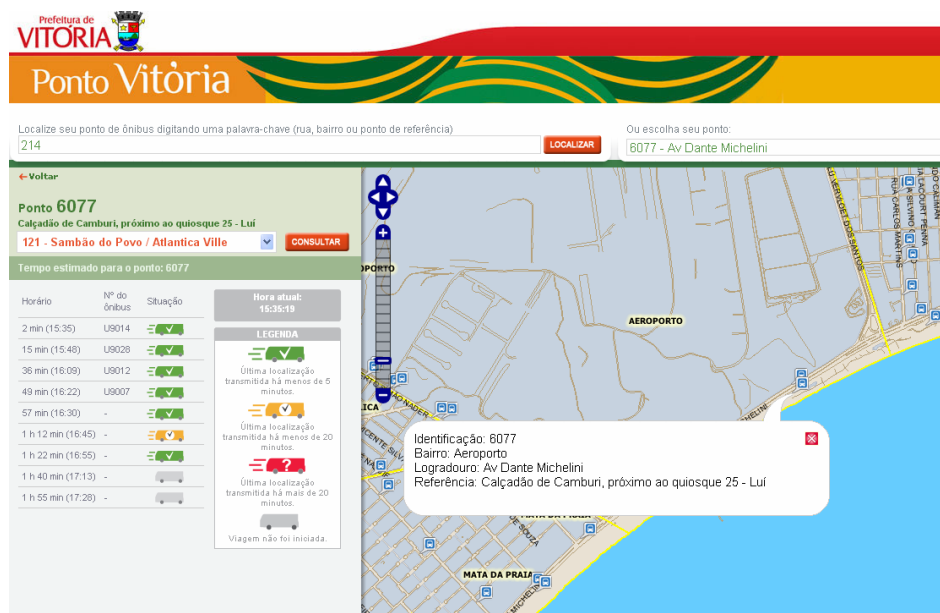 Prefeitura de
VITÓRIA
Ponto Vitòria
Localize seu ponto de ônibus digitando uma palavra-chave (rua, bairro ou ponto de referência)
214
LOCALIZAR
Ou escolha seu ponto:
6077 - Av Dante Michelini
Voltar
Ponto 6077
Calçadão de Camburi, próximo ao quiosque 25 - Luí
121 - Sambão do Povo / Atlantica Ville
CONSULTAR
Tempo estimado para o ponto: 6077
Horário Nº do ônibus Situação
2 min (15:35) U9014
15 min (15:48) U9028
36 min (16:09) U9012
49 min (16:22) U9007
57 min (16:30) -
1 h 12 min (16:45) -
1 h 22 min (16:55) -
1 h 40 min (17:13) -
1 h 55 min (17:28) -
Hora atual:
15:35:19
LEGENDA
Última localização
transmitida há menos de 5
minutos.
Última localização
transmitida há menos de 20
minutos.
?
Última localização
transmitida há mais de 20
minutos.
Viagem não foi iniciada.
OPORTO
AEROPORTO
RUA CARLOS MARTINS
Identificação: 6077
Bairro: Aeroporto
Logradouro: Av Dante Michelini
Referência: Calçadão de Camburi, próximo ao quiosque 25 - Luí
MATA DA PRAIA
MATA DA PRAIA